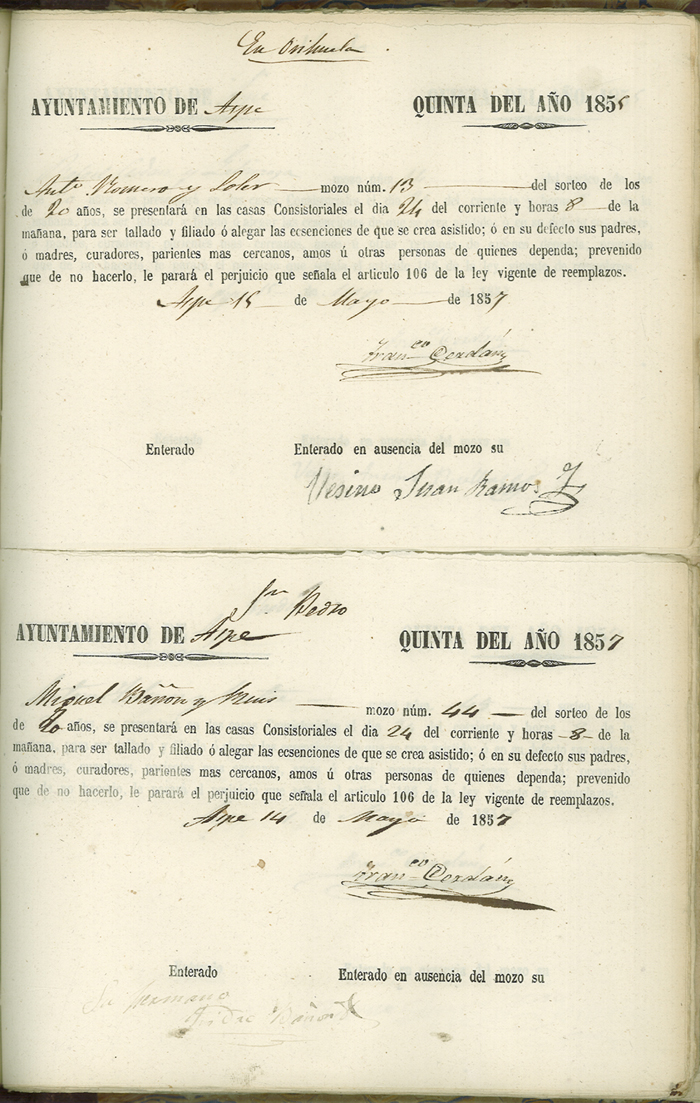 En Orihuela
AYUNTAMIENTO DE Aspe QUINTA DEL AÑO 185
Anto Romero y Soler mozo núm. 13 del sorteo de los
de 20 años, se presentará en las casas Consistoriales el dia 24 del corriente y horas 8 de la
mañana, para ser tallado y filiado ó alegar las ecsenciones de que se crea asistido; ó en su defecto sus padres,
ó madres, curadores, parientes mas cercanos, amos ú otras personas de quienes dependa; prevenido
que de no hacerlo, le parará el perjuicio que señala el articulo 106 de la ley vigente de reemplazos.
Aspe de Mayo de 1857
Franco Cerdán
Enterado Enterado en ausencia del mozo su
Vesino Juan Ramos
Sn Pedro
AYUNTAMIENTO DE Aspe QUINTA DEL AÑO 1857
Miguel Bañon y Ruis mozo núm. 44 del sorteo de los
de 20 años, se presentará en las casas Consistoriales el dia 24 del corriente y horas 8 de la
mañana, para ser tallado y filiado ó alegar las ecsenciones de que se crea asistido; ó en su defecto sus padres,
ó madres, curadores, parientes mas cercanos, amos ú otras personas de quienes dependa; prevenido
que de no hacerlo, le parará el perjuicio que señala el articulo 106 de la ley vigente de reemplazos.
Aspe 14 de Mayo de 1857
Franco Cerdán
Enterado Enterado en ausencia del mozo su
Su hermano
Bañon